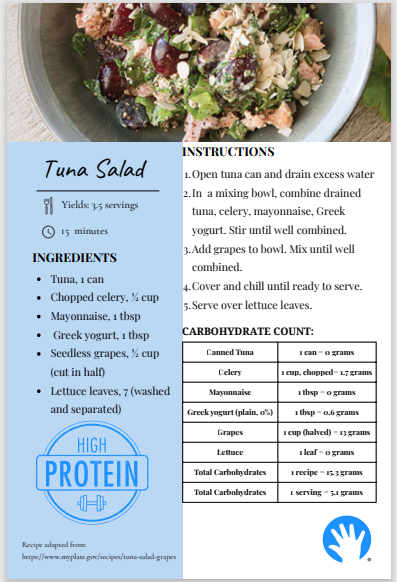 Tuna Salad
Yields: 3.5 servings
15 minutes
INGREDIENTS
• Tuna, 1 can
• Chopped celery, ½ cup
• Mayonnaise, 1 tbsp
• Greek yogurt, 1 tbsp
• Seedless grapes, ½ cup
(cut in half)
• Lettuce leaves, 7 (washed
and separated)
HIGH
PROTEIN
Recipe adapted from:
https://www.myplate.gov/recipes/tuna-salad-grapes
INSTRUCTIONS
1. Open tuna can and drain excess water
2. In a mixing bowl, combine drained
tuna, celery, mayonnaise, Greek
yogurt. Stir until well combined.
3. Add grapes to bowl. Mix until well
combined.
4. Cover and chill until ready to serve.
5. Serve over lettuce leaves.
CARBOHYDRATE COUNT:
Canned Tuna 1 can = 0 grams
Celery 1 cup, chopped= 1.7 grams
Mayonnaise 1 tbsp = 0 grams
Greek yogurt (plain, 0%) 1 tbsp = 0.6 grams
Grapes 1 cup (halved) = 13 grams
Lettuce 1 leaf = 0 grams
Total Carbohydrates 1 recipe = 15.3 grams
Total Carbohydrates 1 serving = 5.1 grams
®